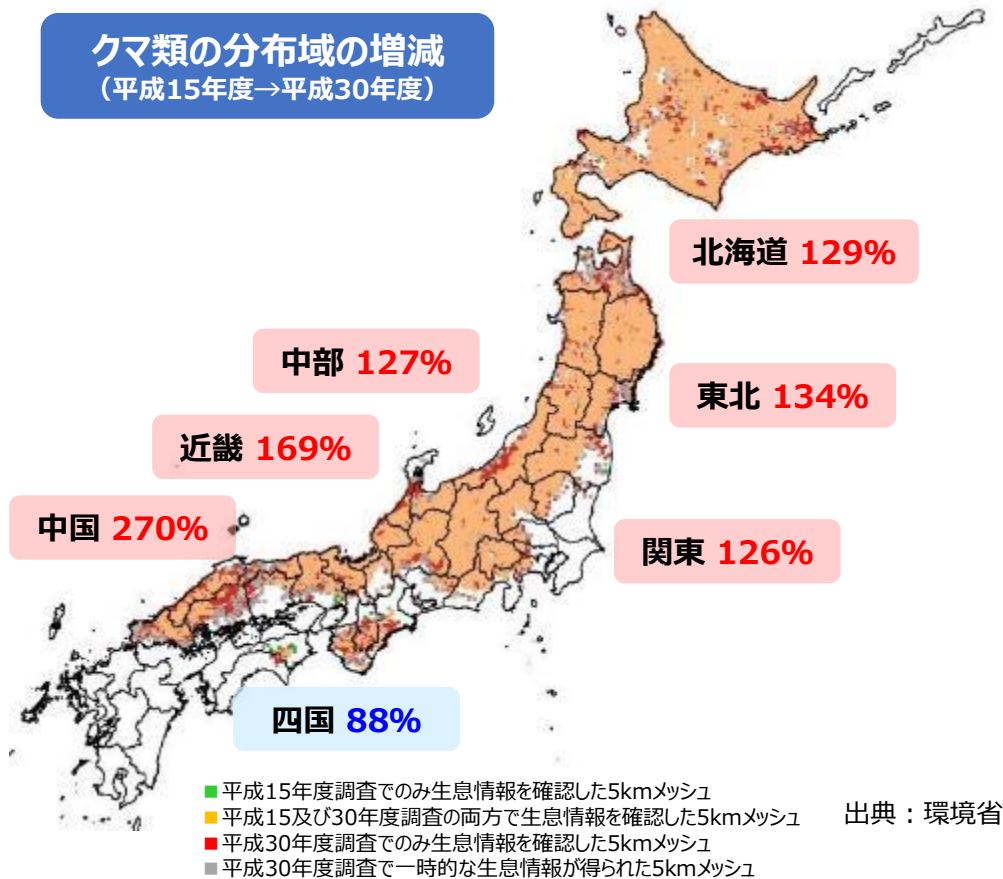 クマ類の分布域の増減
（平成15年度→平成30年度）
北海道 129%
中部 127%
東北 134%
近畿 169%
中国 270%
関東 126%
四国 88%
■平成15年度調査でのみ生息情報を確認した5kmメッシュ
■平成15及び30年度調査の両方で生息情報を確認した5kmメッシュ
■平成30年度調査でのみ生息情報を確認した5kmメッシュ
■平成30年度調査で一時的な生息情報が得られた5kmメッシュ
出典：環境省